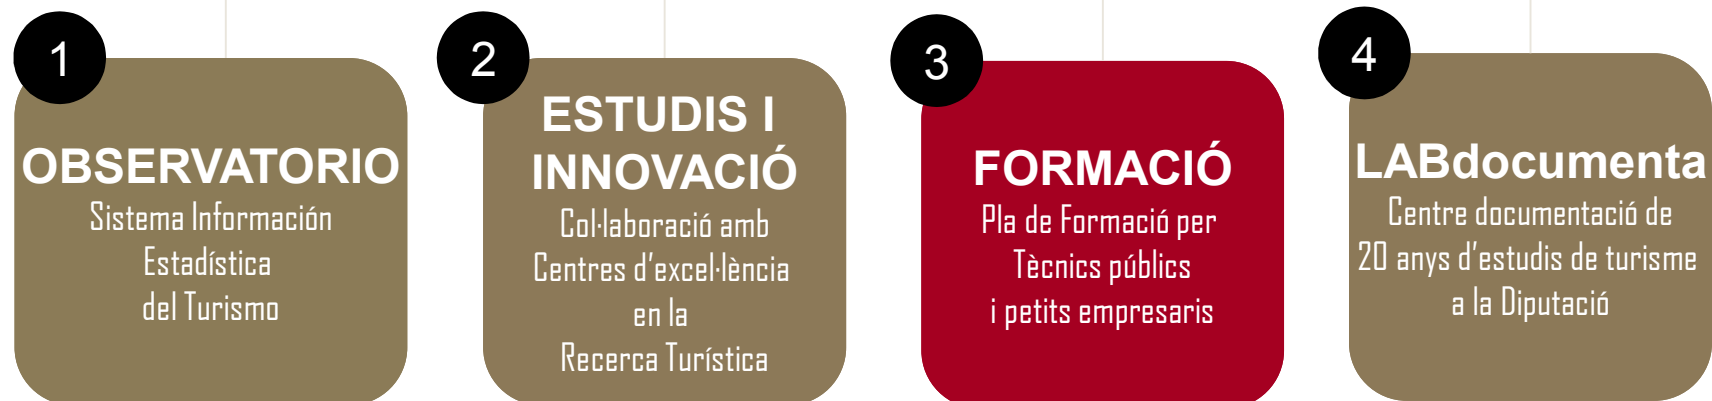 1
OBSERVATORIO
Sistema Información
Estadística
del Turismo
2
ESTUDIS I
INNOVACIÓ
Col·laboració amb
Centres d'excel·lència
en la
Recerca Turística
3
FORMACIÓ
Pla de Formació per
Tècnics públics
i petits empresaris
4
LABdocumenta
Centre documentació de
20 anys d'estudis de turisme
a la Diputació